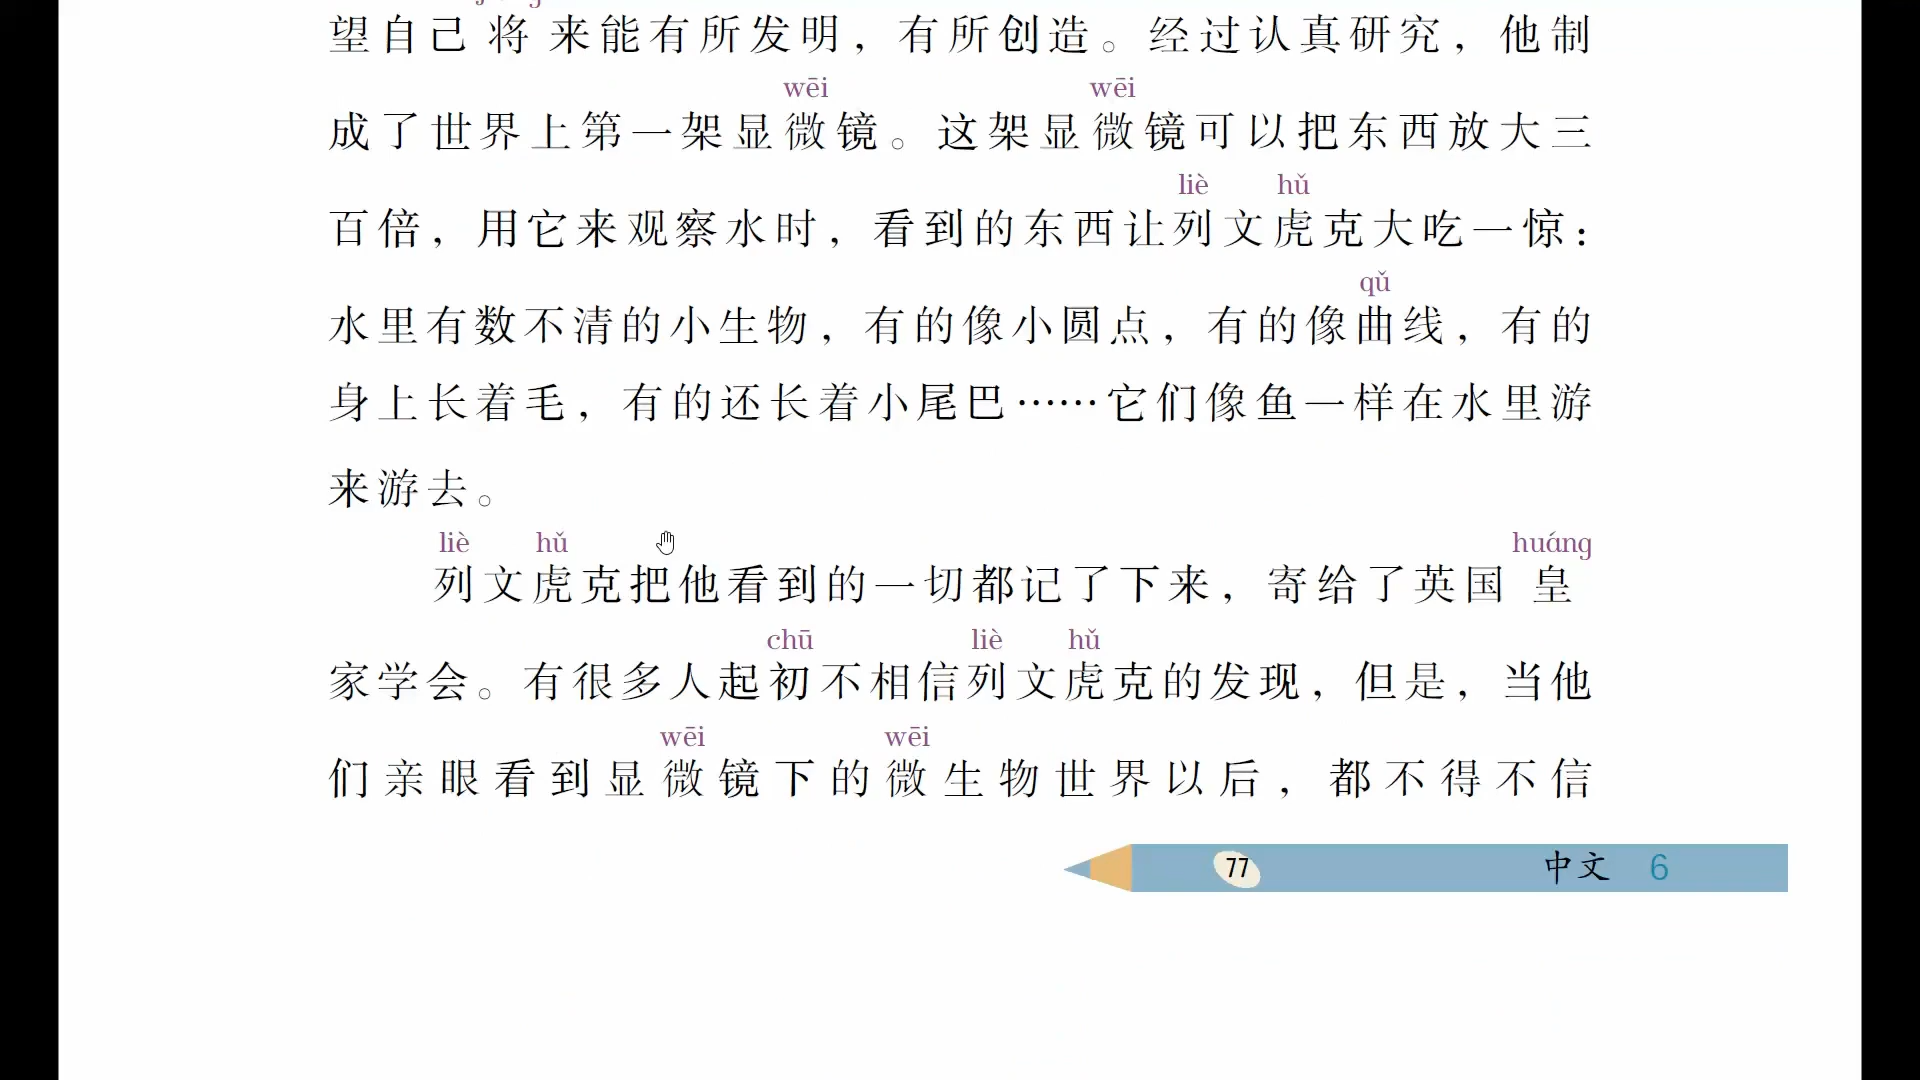 望自己将来能有所发明，有所创造。经过认真研究，他制
wēi wēi
成了世界上第一架显微镜。这架显微镜可以把东西放大三
liè hǔ
百倍，用它来观察水时，看到的东西让列文虎克大吃一惊：
qǔ
水里有数不清的小生物，有的像小圆点，有的像曲线，有的
身上长着毛，有的还长着小尾巴……它们像鱼一样在水里游
来游去。
liè hǔ huáng
列文虎克把他看到的一切都记了下来，寄给了英国皇
chū liè hǔ
家学会。有很多人起初不相信列文虎克的发现，但是，当他
wēi wēi
们亲眼看到显微镜下的微生物世界以后，都不得不信
77 中文 6